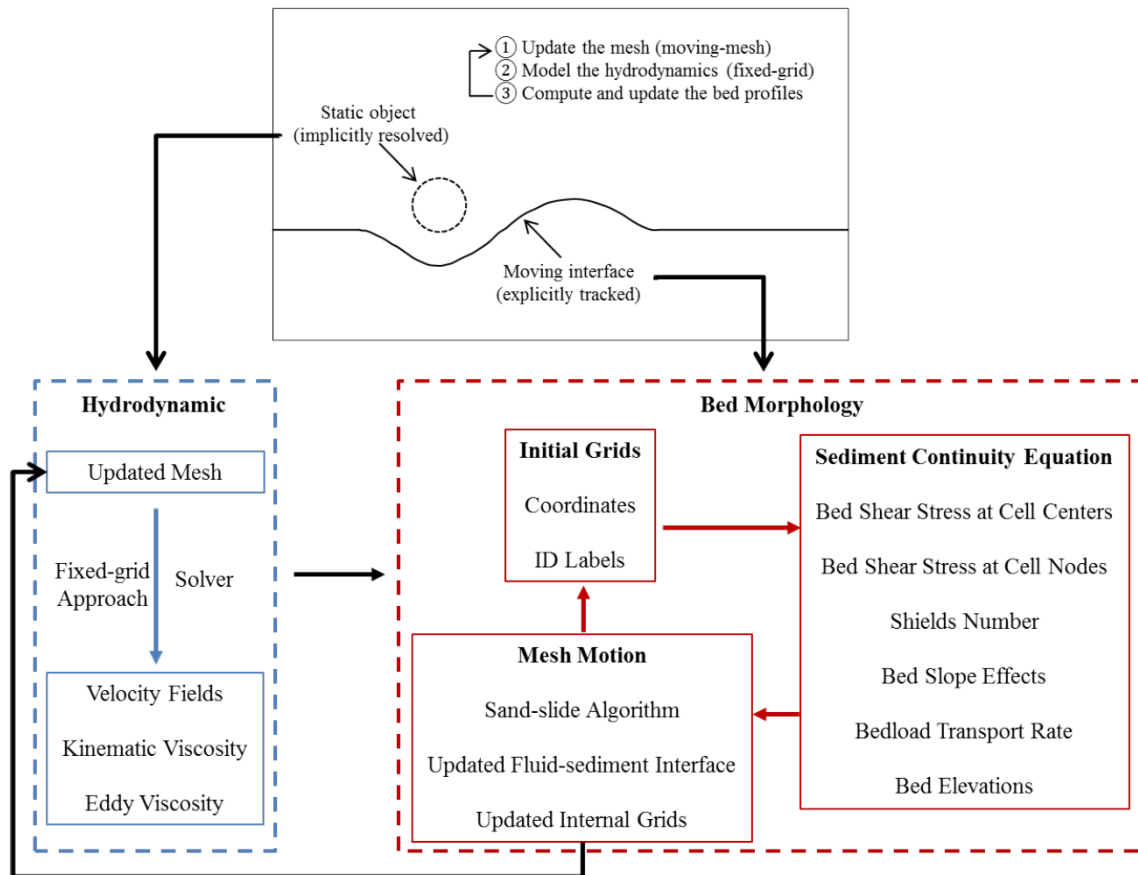 ① Update the mesh (moving-mesh)
② Model the hydrodynamics (fixed-grid)
③ Compute and update the bed profiles
Static object
(implicitly resolved)
Moving interface
(explicitly tracked)
Hydrodynamic
Updated Mesh
Fixed-grid
Approach
Solver
Velocity Fields
Kinematic Viscosity
Eddy Viscosity
Bed Morphology
Initial Grids
Coordinates
ID Labels
Sediment Continuity Equation
Bed Shear Stress at Cell Centers
Bed Shear Stress at Cell Nodes
Shields Number
Bed Slope Effects
Bedload Transport Rate
Bed Elevations
Mesh Motion
Sand-slide Algorithm
Updated Fluid-sediment Interface
Updated Internal Grids